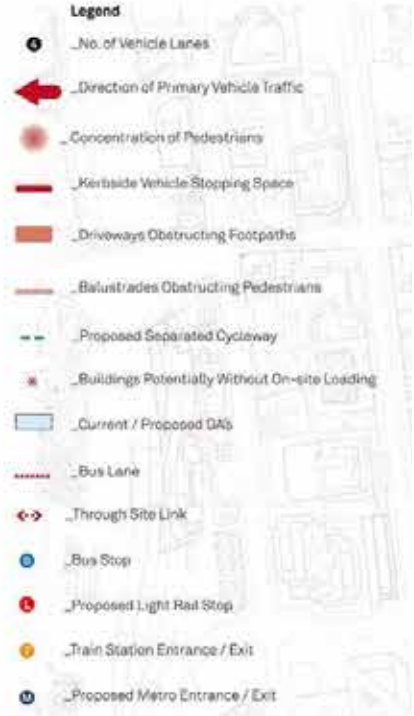 Legend
4 _No. of Vehicle Lanes
_Direction of Primary Vehicle Traffic
_Concentration of Pedestrians
_Kerbside Vehicle Stopping Space
_Driveways Obstructing Footpaths
_Balustrades Obstructing Pedestrians
_Proposed Separated Cycleway
_Buildings Potentially Without On-site Loading
_Current / Proposed DA's
_Bus Lane
_Through Site Link
B _Bus Stop
L _Proposed Light Rail Stop
T _Train Station Entrance / Exit
M _Proposed Metro Entrance / Exit